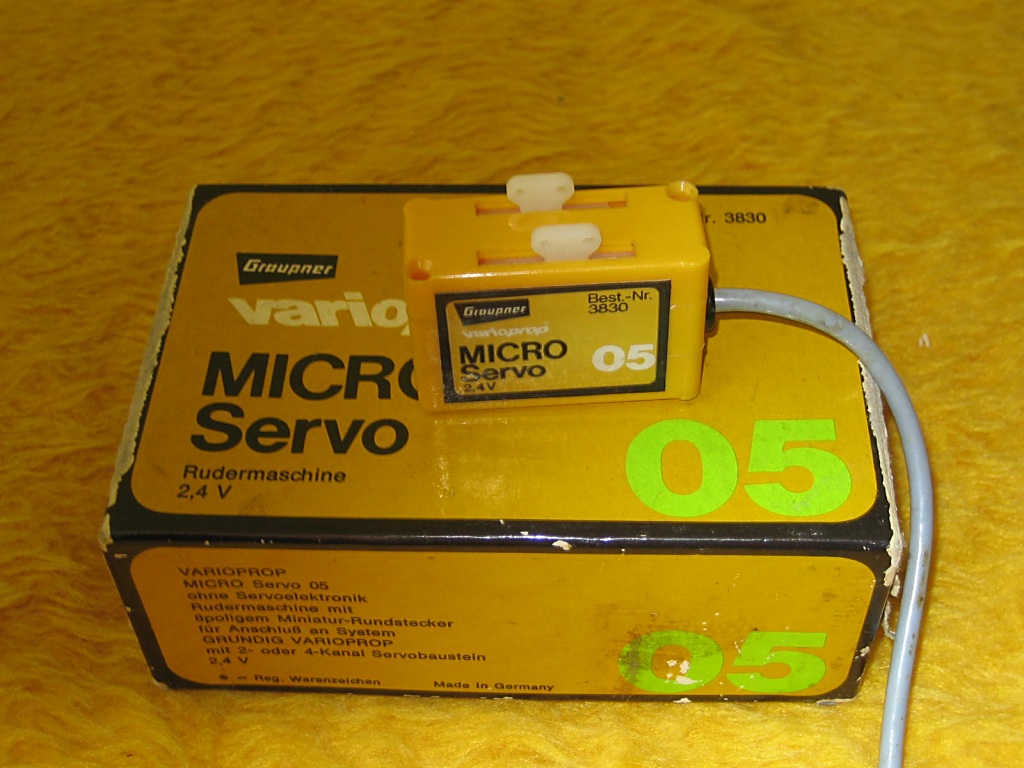 Graupner
r. 3830
vario
MICRO
Servo
Rudermaschine
2,4 V
05
Graupner
Best.-Nr.
3830
varioprop
MICRO
Servo
05
2,4V
VARIOPROP
MICRO Servo 05
ohne Servoelektronik
Rudermaschine mit
8poligem Miniatur-Rundstecker
für Anschluß an System
GRUNDIG VARIOPROP
mit 2- oder 4-Kanal Servobaustein
2,4 V
05
® = Reg. Warenzeichen
Made in Germany